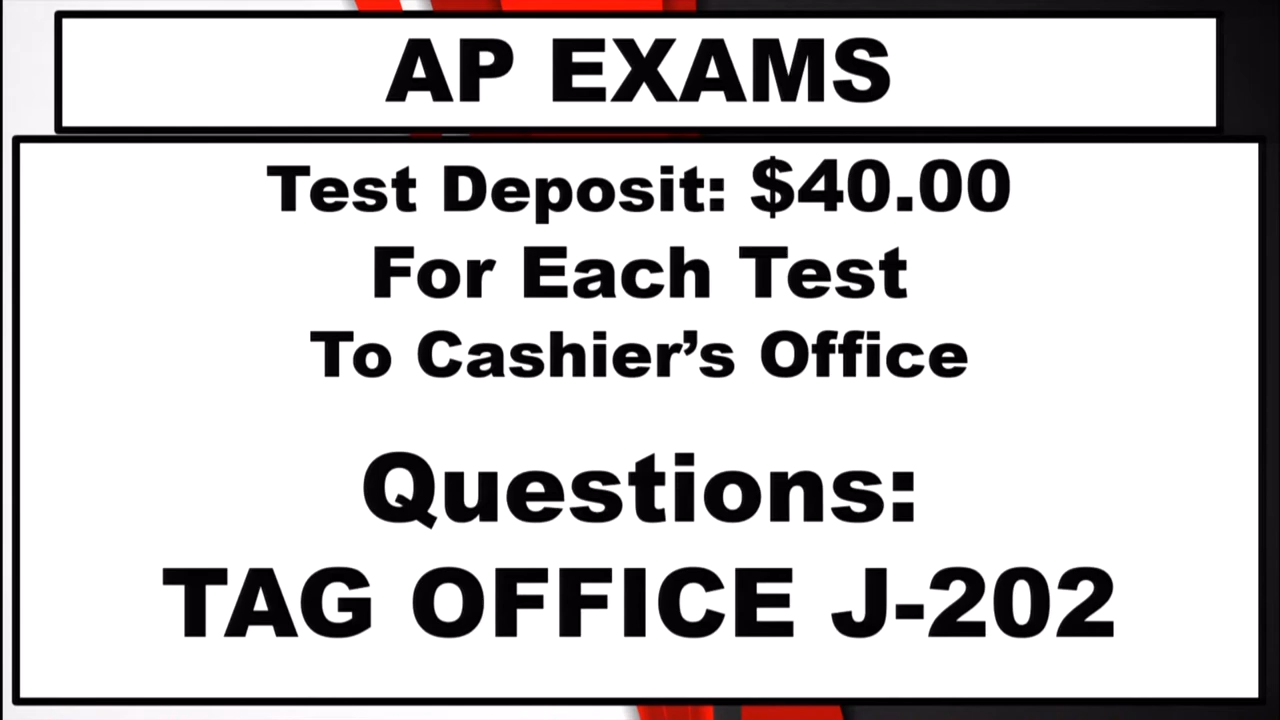 AP EXAMS
Test Deposit: $40.00
For Each Test
To Cashier’s Office
Questions:
TAG OFFICE J-202